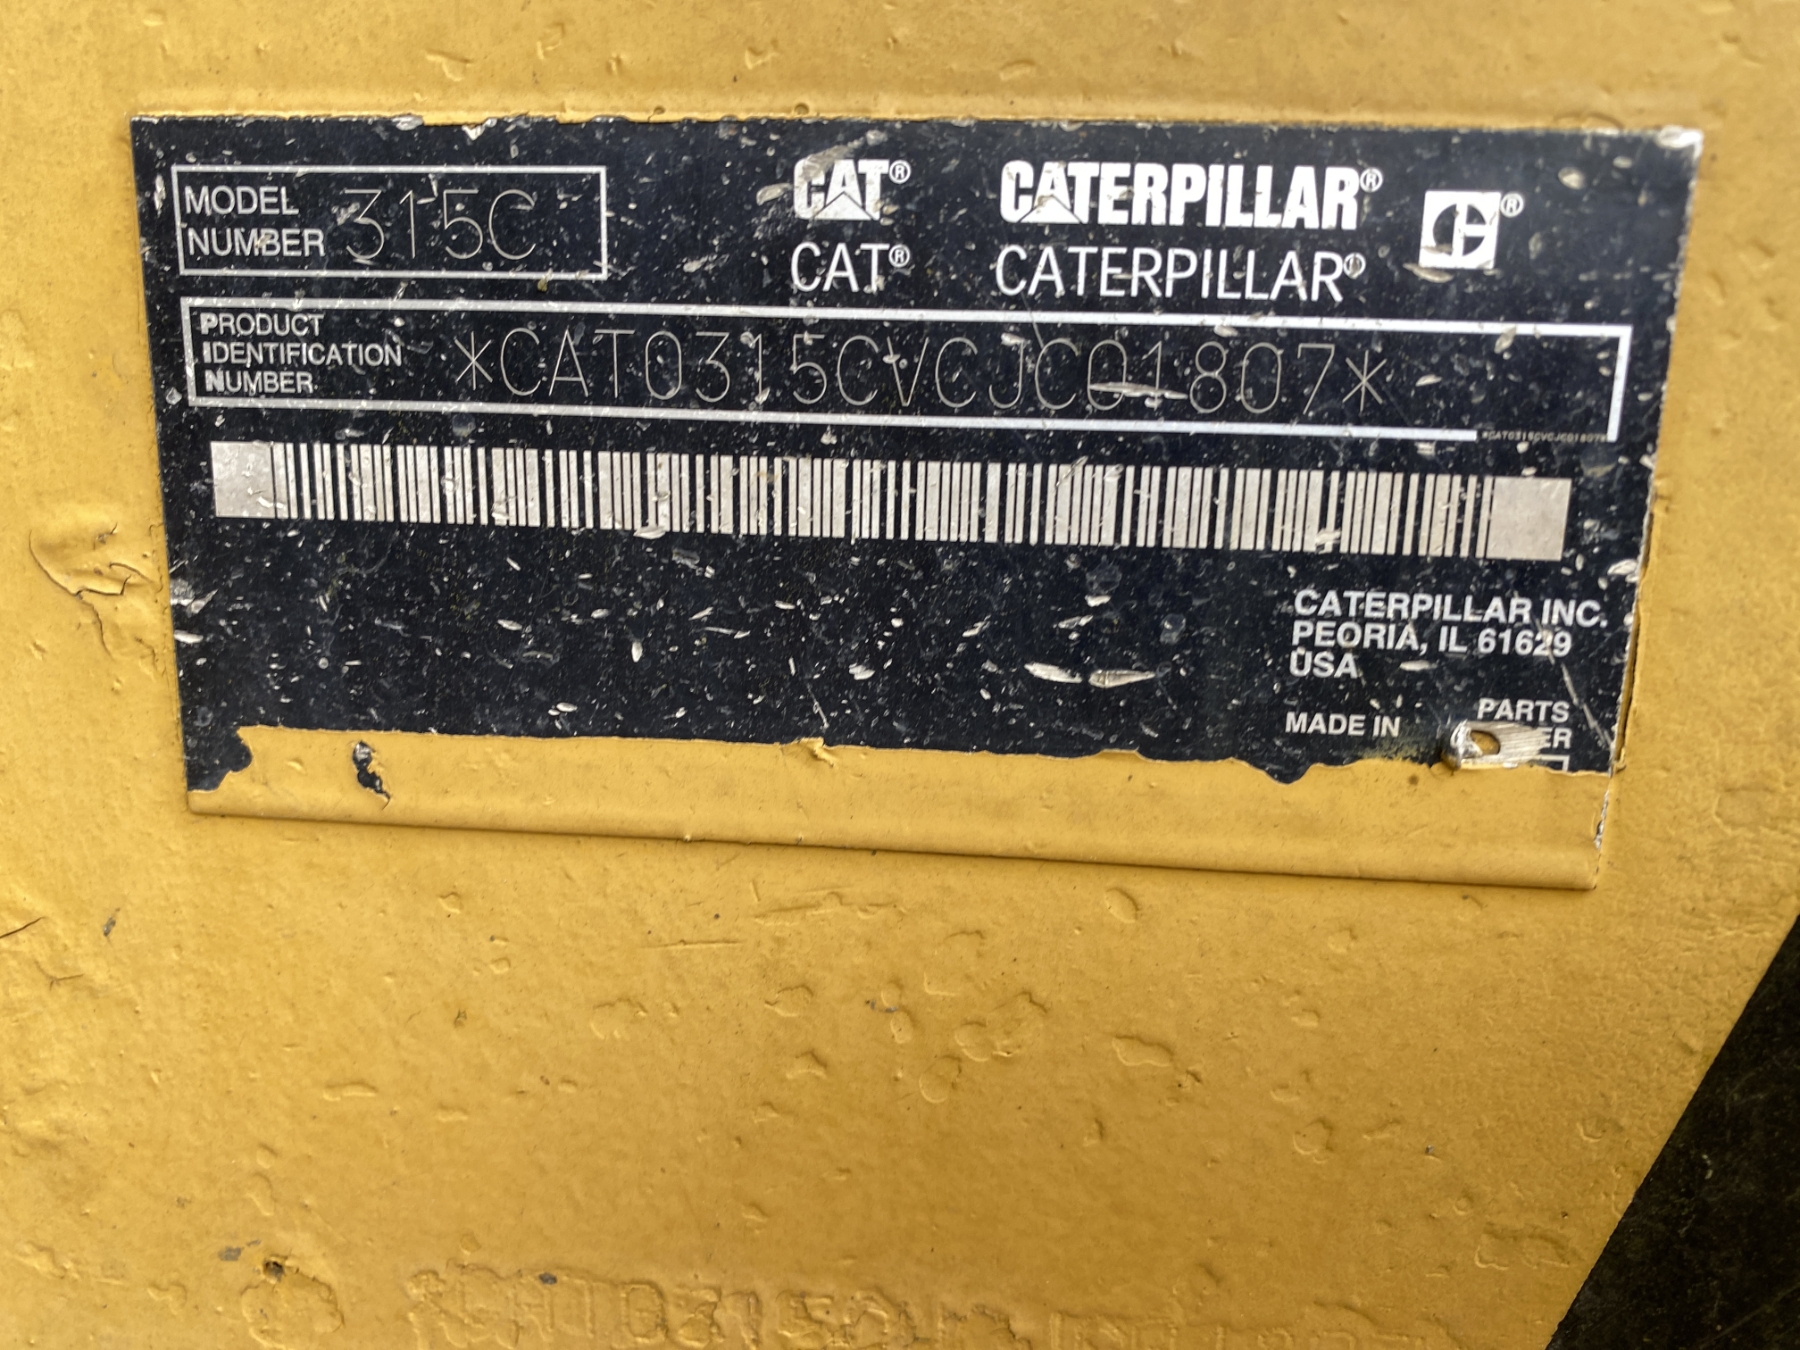 MODEL
NUMBER 315C
CAT® CATERPILLAR® ®
CAT® CATERPILLAR®
PRODUCT
IDENTIFICATION
NUMBER
*CAT0315CVCJC01807*
*CAT0315CVCJC01807*
CATERPILLAR INC.
PEORIA, IL 61629
USA
MADE IN
PARTS